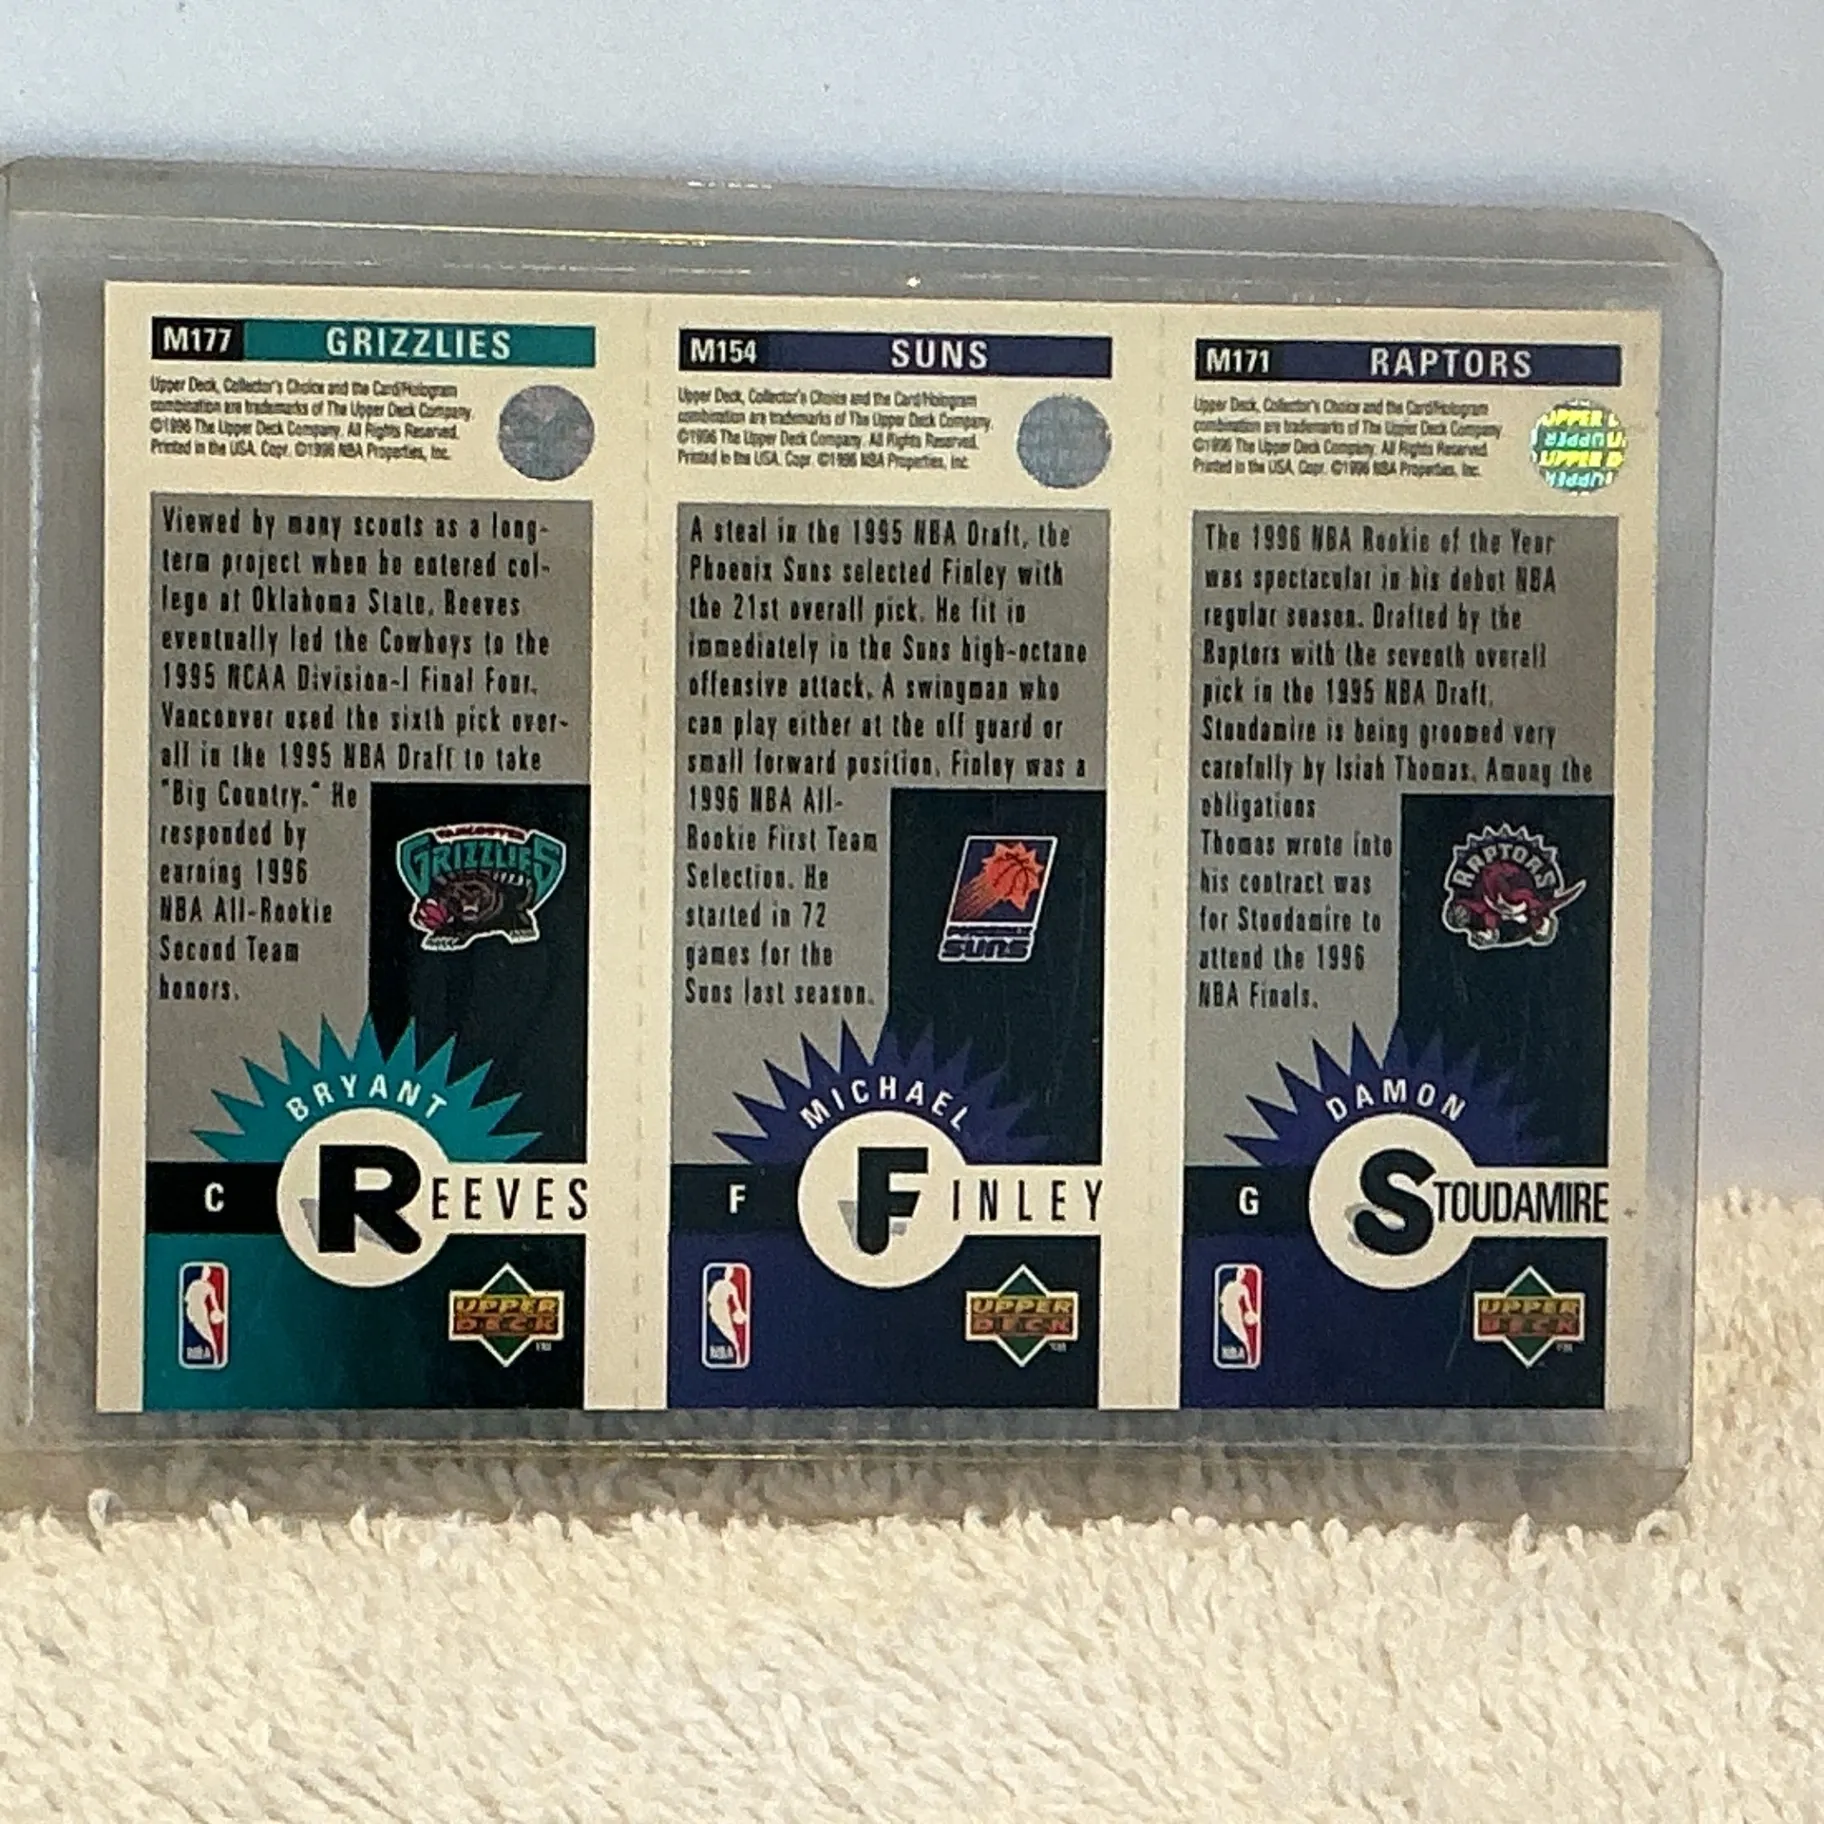 M177 GRIZZLIES
Upper Deck, Collector's Choice and the Card/Hologram
combination are trademarks of The Upper Deck Company.
©1996 The Upper Deck Company. All Rights Reserved.
Printed in the USA. Copr. ©1996 NBA Properties, Inc.
Viewed by many scouts as a long-
term project when he entered col-
lege at Oklahoma State, Reeves
eventually led the Cowboys to the
1995 NCAA Division-I Final Four.
Vancouver used the sixth pick over-
all in the 1995 NBA Draft to take
"Big Country." He
responded by
earning 1996
NBA All-Rookie
Second Team
honors.
VANCOUVER
GRIZZLIES
BRYANT
C REEVES
NBA
UPPER
DECK
TM
M154 SUNS
Upper Deck, Collector's Choice and the Card/Hologram
combination are trademarks of The Upper Deck Company.
©1996 The Upper Deck Company. All Rights Reserved.
Printed in the USA. Copr. ©1996 NBA Properties, Inc.
A steal in the 1995 NBA Draft, the
Phoenix Suns selected Finley with
the 21st overall pick. He fit in
immediately in the Suns high-octane
offensive attack. A swingman who
can play either at the off guard or
small forward position, Finley was a
1996 NBA All-
Rookie First Team
Selection. He
started in 72
games for the
Suns last season.
PHOENIX
SUNS
MICHAEL
F FINLEY
NBA
UPPER
DECK
TM
M171 RAPTORS
Upper Deck, Collector's Choice and the Card/Hologram
combination are trademarks of The Upper Deck Company.
©1996 The Upper Deck Company. All Rights Reserved.
Printed in the USA. Copr. ©1996 NBA Properties, Inc.
UPPER
UPPER
UPPER
UPPER
The 1996 NBA Rookie of the Year
was spectacular in his debut NBA
regular season. Drafted by the
Raptors with the seventh overall
pick in the 1995 NBA Draft,
Stoudamire is being groomed very
carefully by Isiah Thomas. Among the
obligations
Thomas wrote into
his contract was
for Stoudamire to
attend the 1996
NBA Finals.
RAPTORS
DAMON
G STOUDAMIRE
NBA
UPPER
DECK
TM